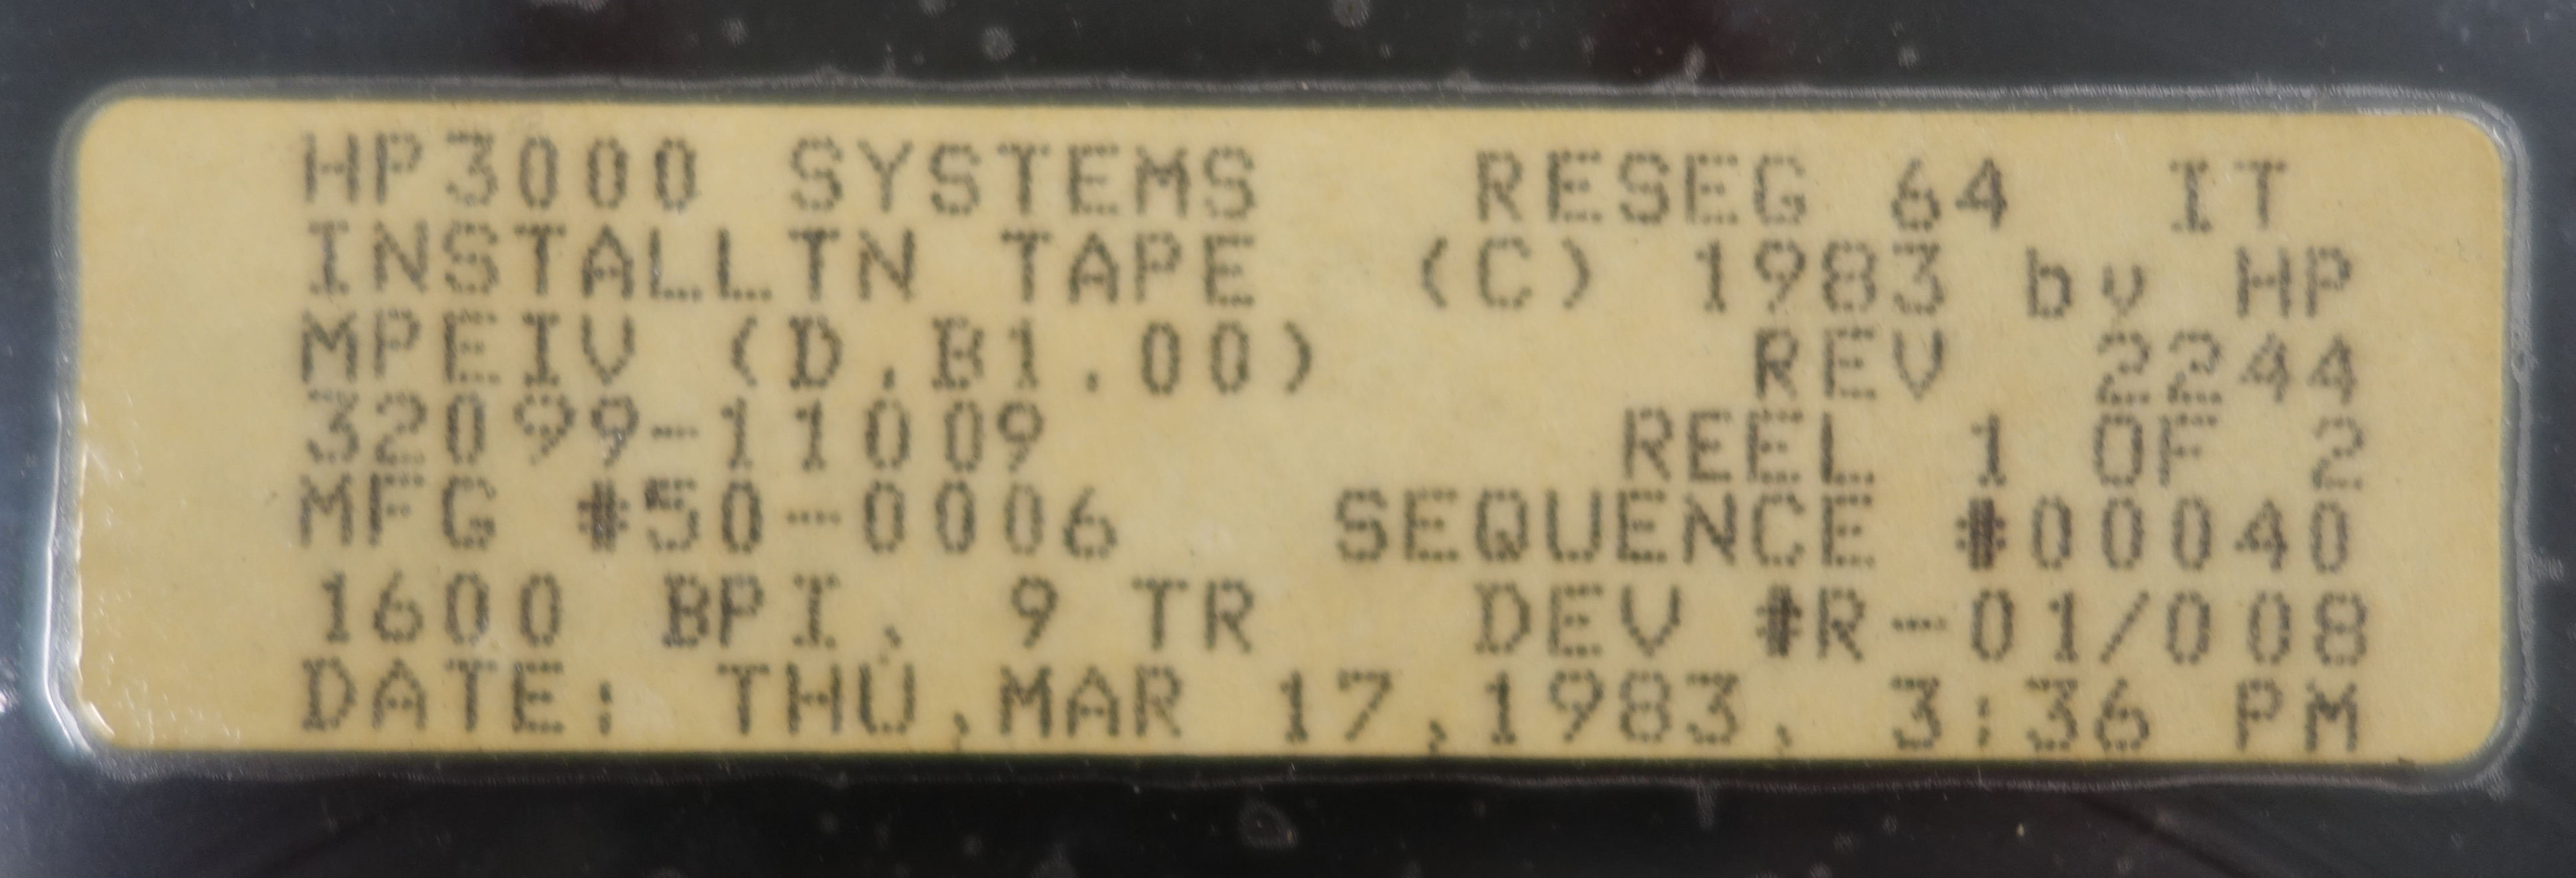 HP3000 SYSTEMS RESEG 64 IT
INSTALLTN TAPE (C) 1983 by HP
MPEIV (D.B1.00) REV 2244
32099-11009 REEL 1 OF 2
MFG #50-0006 SEQUENCE #00040
1600 BPI, 9 TR DEV #R-01/008
DATE: THU,MAR 17,1983, 3:36 PM